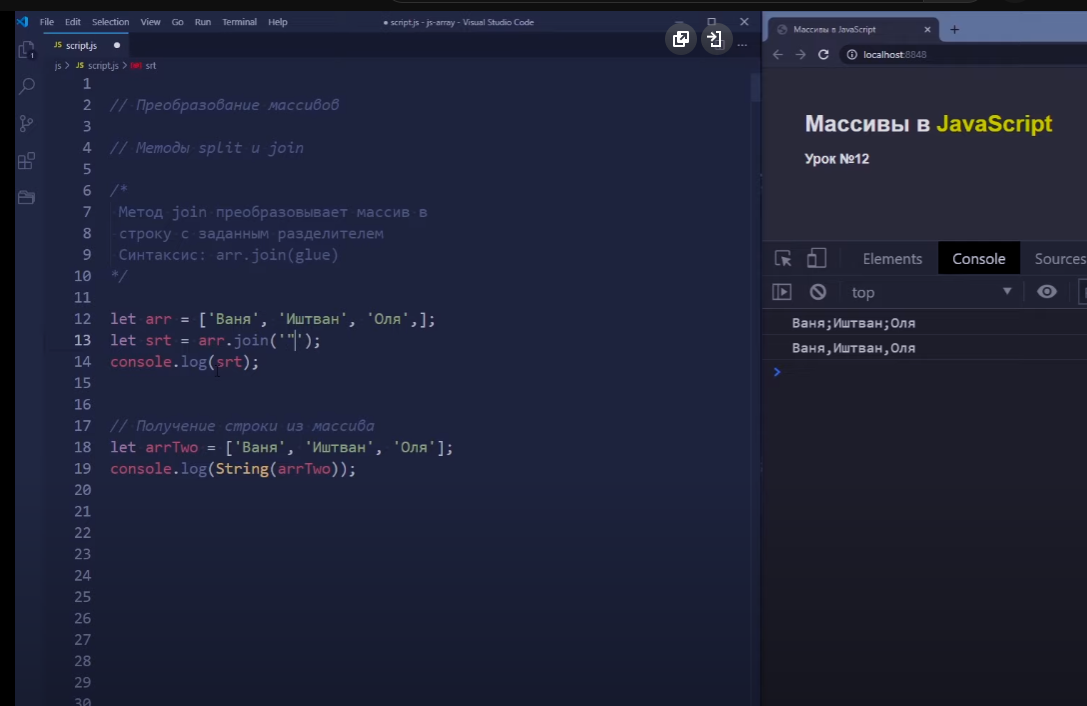 File Edit Selection View Go Run Terminal Help
● script.js - js-array - Visual Studio Code
JS script.js ●
js > JS script.js > srt
1
2 // Преобразование массивов
3
4 // Методы split и join
5
6 /*
7 Метод join преобразовывает массив в
8 строку с заданным разделителем
9 Синтаксис: arr.join(glue)
10 */
11
12 let arr = ['Ваня', 'Иштван', 'Оля',];
13 let srt = arr.join('"');
14 console.log(srt);
15
16
17 // Получение строки из массива
18 let arrTwo = ['Ваня', 'Иштван', 'Оля'];
19 console.log(String(arrTwo));
20
21
22
23
24
25
26
27
28
29
30
Массивы в JavaScript
localhost:8848
Массивы в JavaScript
Урок №12
Elements Console Sources
top
Ваня;Иштван;Оля
Ваня,Иштван,Оля
>